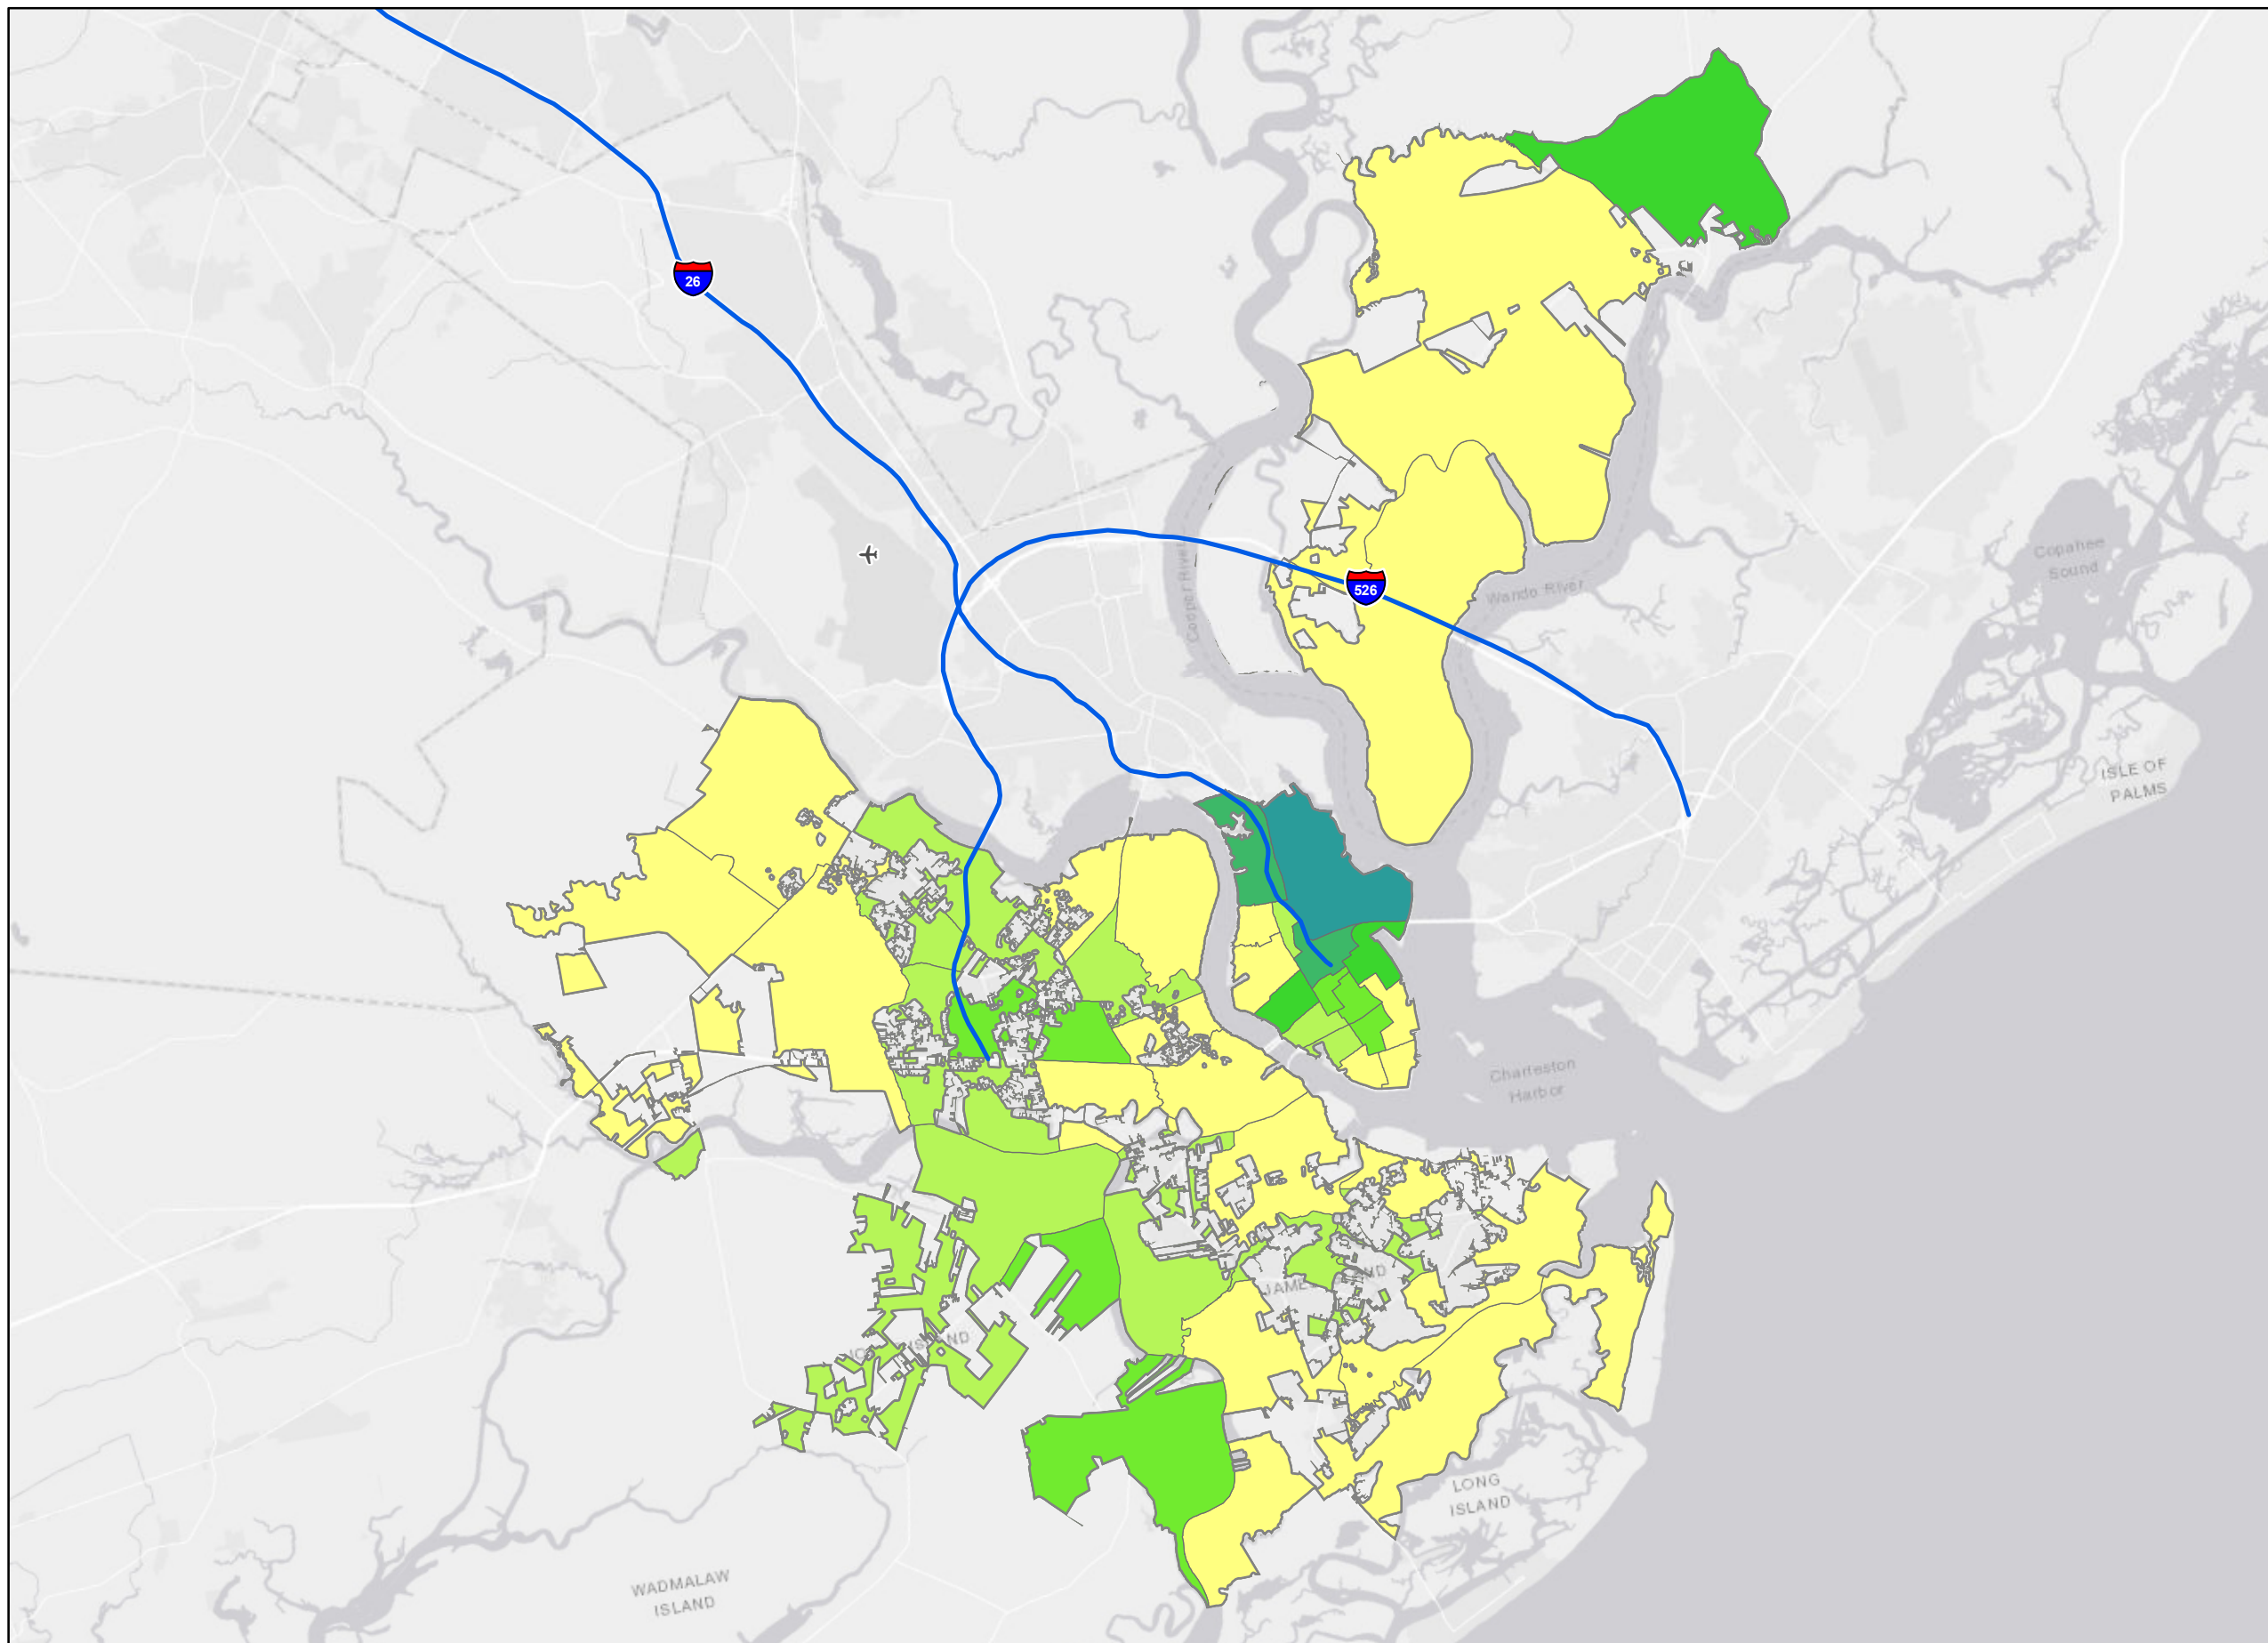 26
Copahee
Sound
526
Wando River
Cooper River
ISLE OF
PALMS
Charleston
Harbor
LONG
ISLAND
WADMALAW
ISLAND